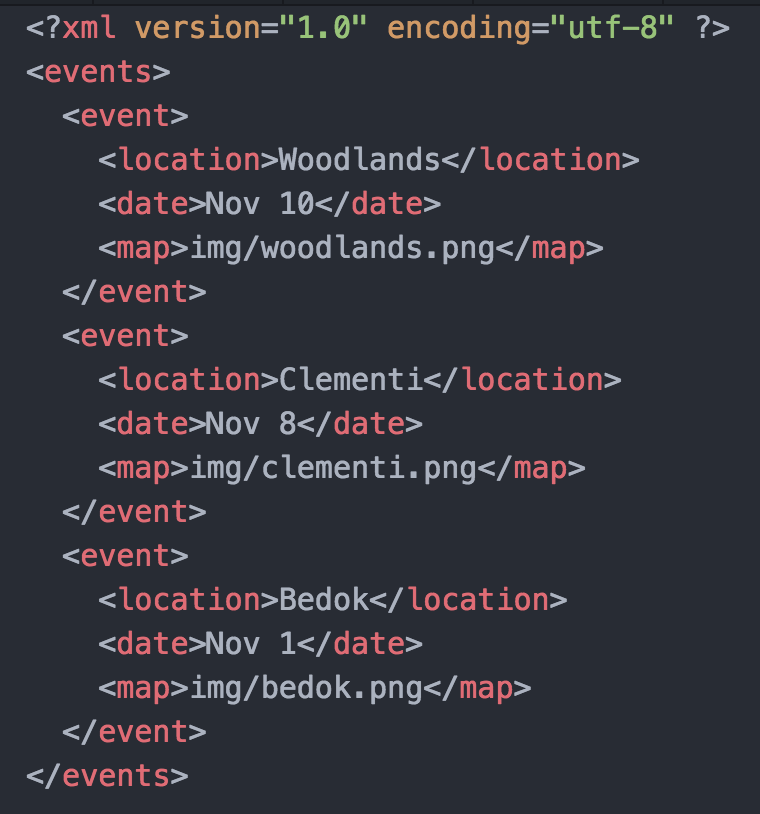 <?xml version="1.0" encoding="utf-8" ?>
<events>
  <event>
    <location>Woodlands</location>
    <date>Nov 10</date>
    <map>img/woodlands.png</map>
  </event>
  <event>
    <location>Clementi</location>
    <date>Nov 8</date>
    <map>img/clementi.png</map>
  </event>
  <event>
    <location>Bedok</location>
    <date>Nov 1</date>
    <map>img/bedok.png</map>
  </event>
</events>